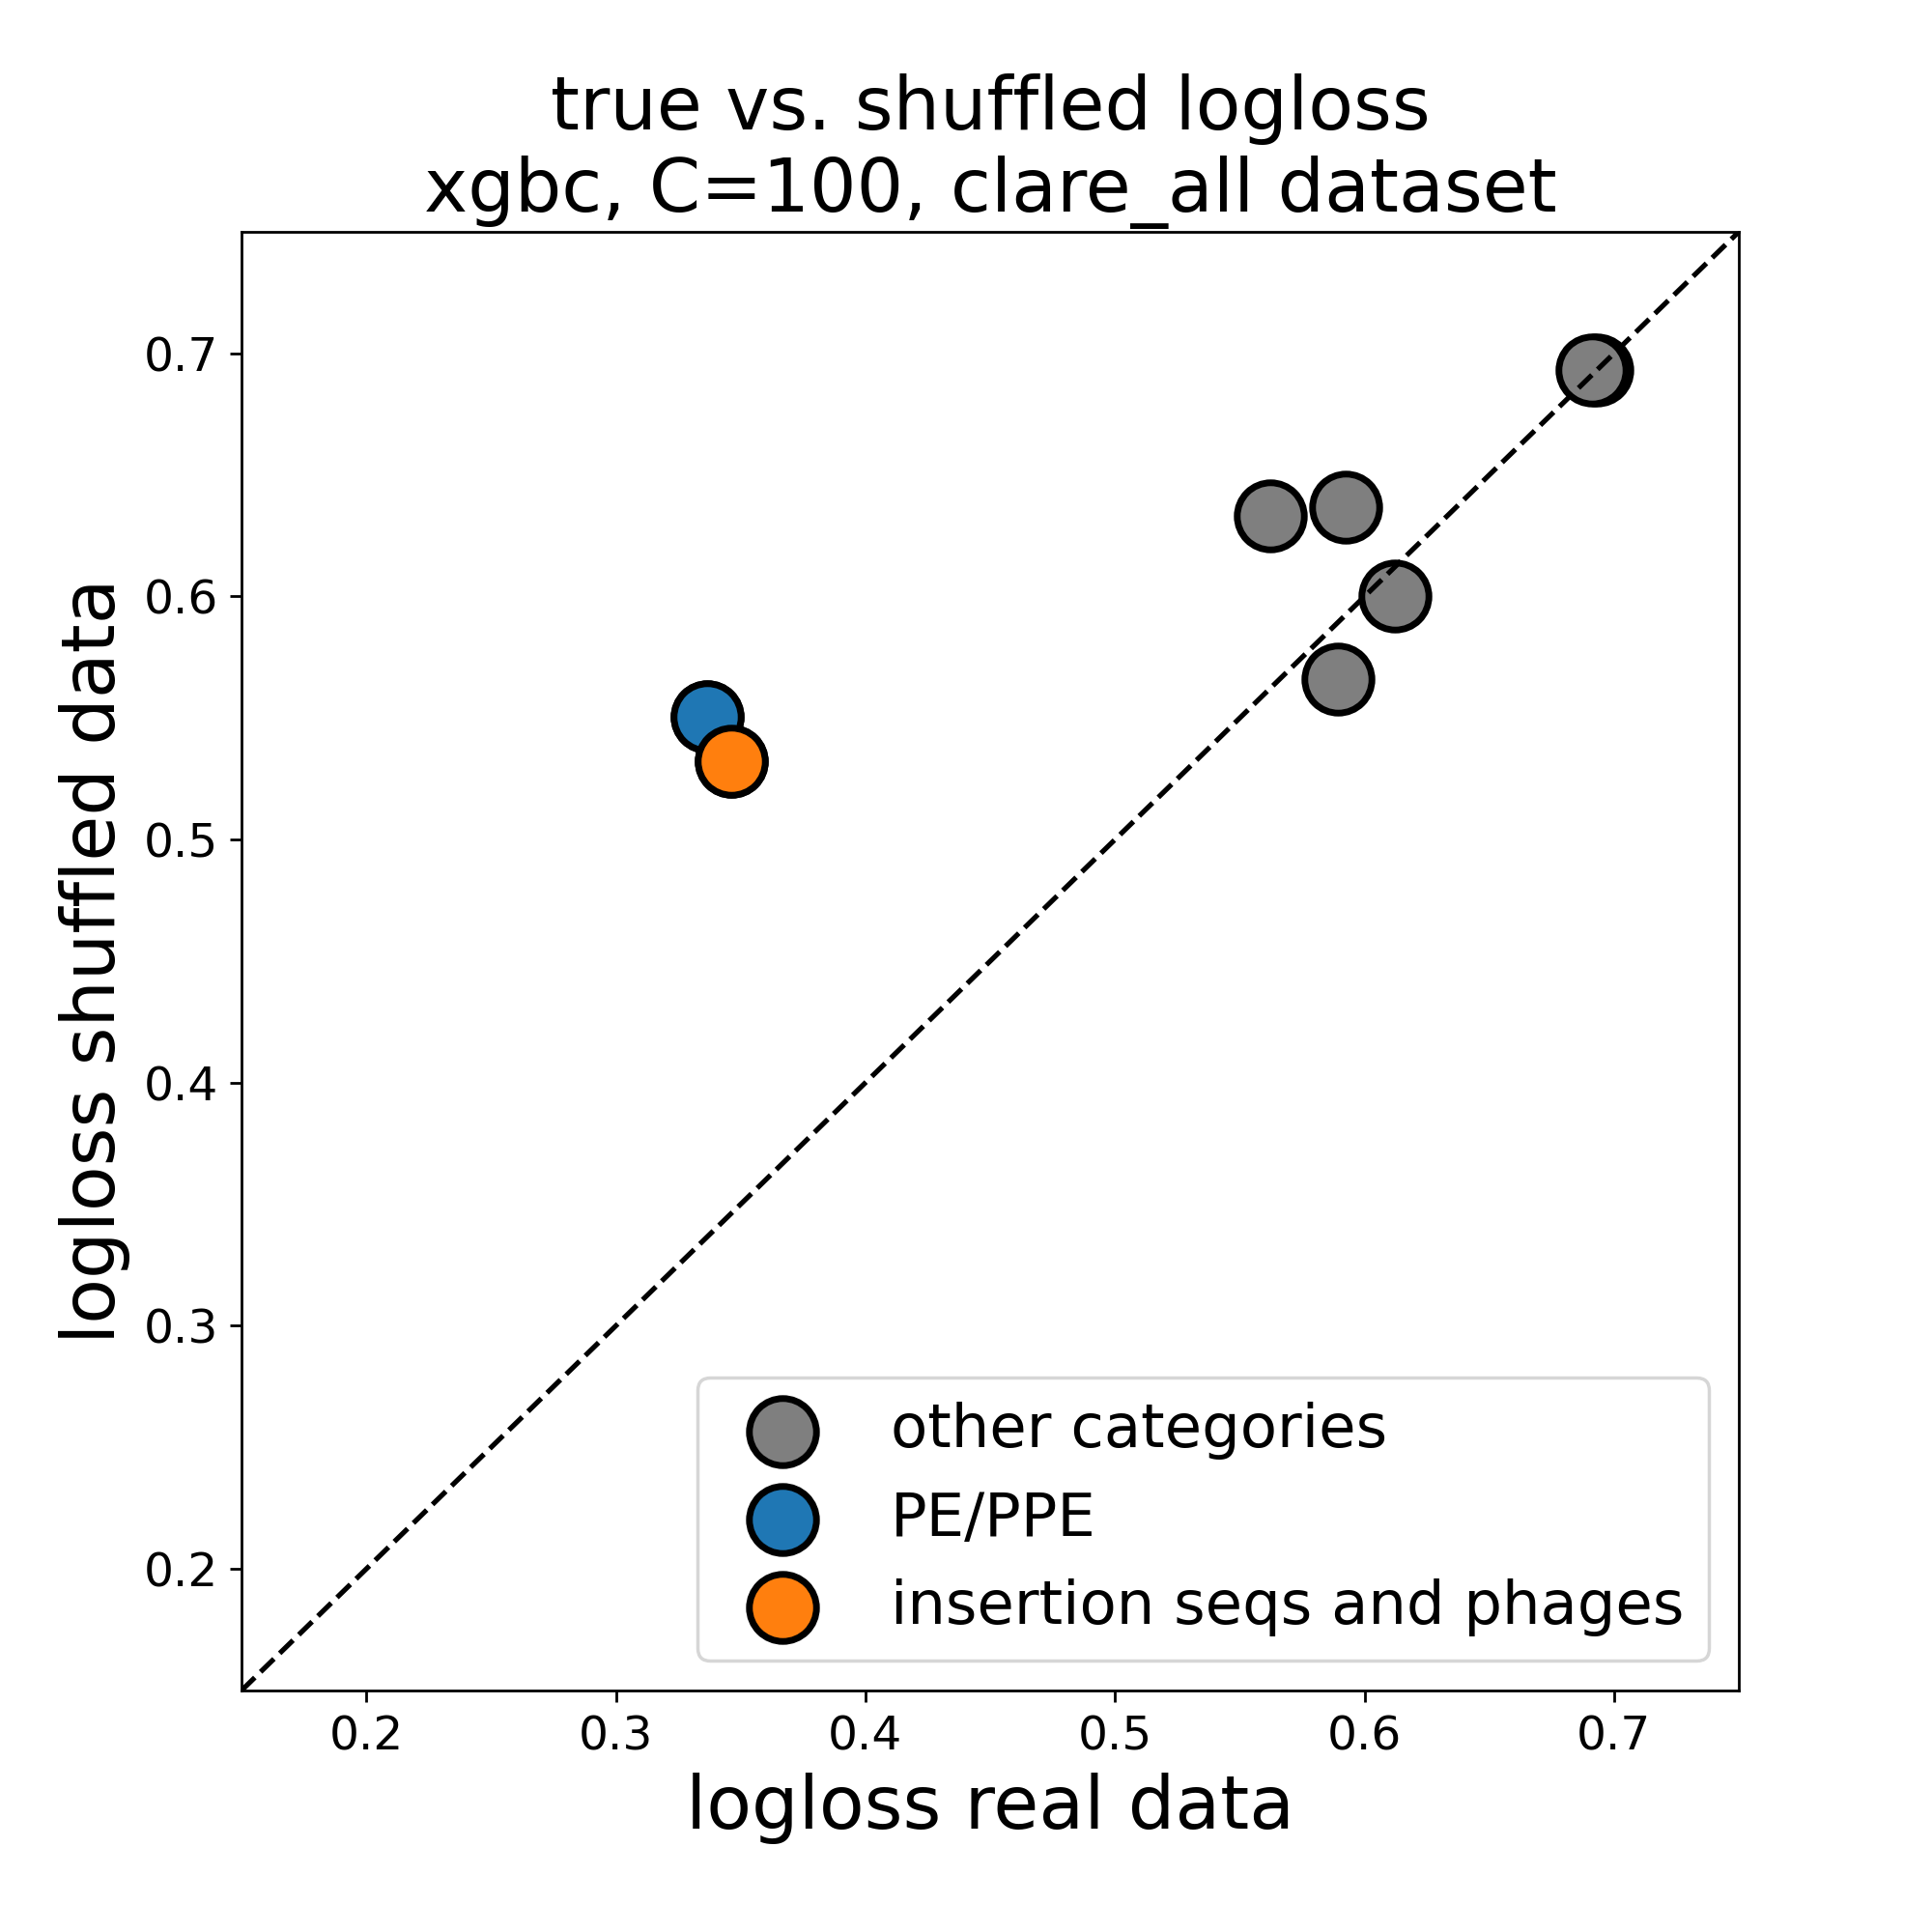 true vs. shuffled logloss
xgbc, C=100, clare_all dataset
logloss shuffled data
0.7
0.6
0.5
0.4
0.3
0.2
other categories
PE/PPE
insertion seqs and phages
0.2 0.3 0.4 0.5 0.6 0.7
logloss real data